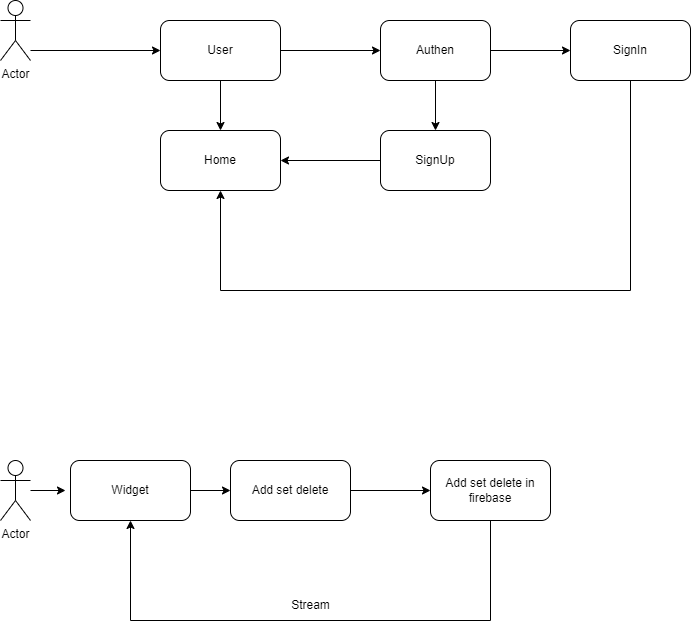 User
Authen
SignIn
Actor
Home
SignUp
Widget
Add set delete
Add set delete in
firebase
Actor
Stream